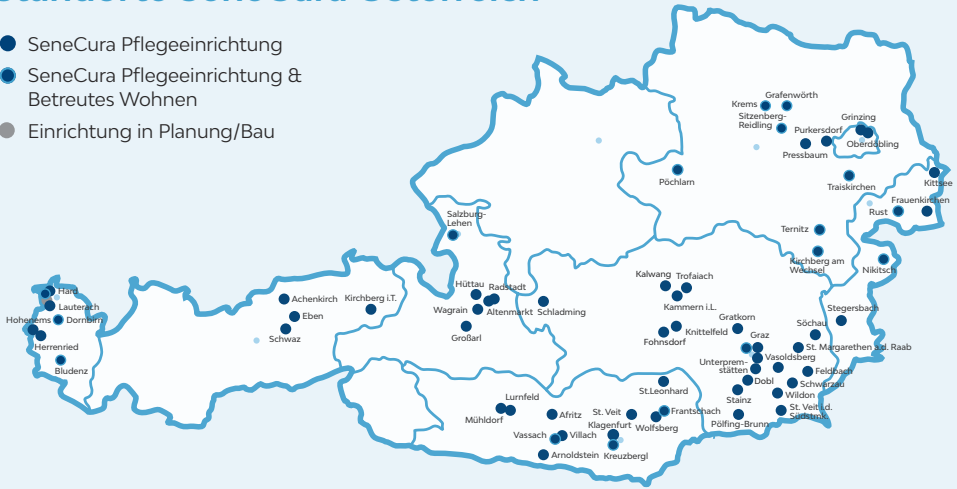 Standorte SeneCura Österreich
SeneCura Pflegeeinrichtung
SeneCura Pflegeeinrichtung &
Betreutes Wohnen
Einrichtung in Planung/Bau
Krems
Grafenwörth
Sitzenberg-
Reidling
Grinzing
Purkersdorf
Oberdöbling
Pressbaum
Pöchlarn
Traiskirchen
Kittsee
Frauenkirchen
Rust
Salzburg-
Lehen
Ternitz
Kirchberg am
Wechsel
Nikitsch
Hard
Lauterach
Hohenems
Dornbirn
Herrenried
Bludenz
Achenkirch
Eben
Schwaz
Kirchberg i.T.
Hüttau
Radstadt
Wagrain
Altenmarkt
Schladming
Großarl
Kalwang
Trofaiach
Kammern i.L.
Knittelfeld
Fohnsdorf
Gratkorn
Graz
Stegersbach
Söchau
St. Margarethen a.d. Raab
Unterprem-
stätten
Vasoldsberg
Feldbach
Dobl
Schwarzau
Stainz
Wildon
St. Veit i.d.
Südstmk.
Pölfing-Brunn
St.Leonhard
Lurnfeld
Mühldorf
Afritz
St. Veit
Frantschach
Klagenfurt
Wolfsberg
Vassach
Villach
Kreuzbergl
Arnoldstein